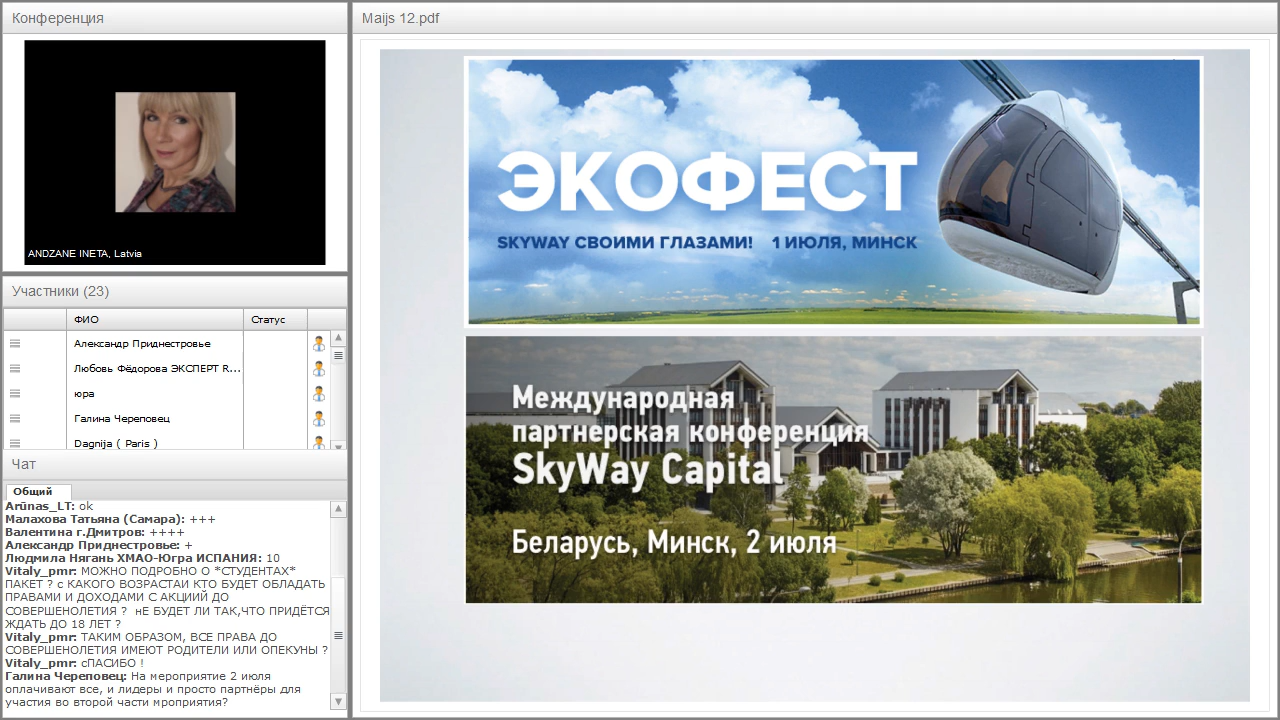 Конференция
ANDZANE INETA, Latvia
Участники (23)
ФИО Статус
Александр Приднестровье
Любовь Фёдорова ЭКСПЕРТ R...
юра
Галина Череповец
Dagnija ( Paris )
Чат
Общий
Arūnas_LT: ok
Малахова Татьяна (Самара): +++
Валентина г.Дмитров: ++++
Александр Приднестровье: +
Людмила Нягань ХМАО-Югра ИСПАНИЯ: 10
Vitaly_pmr: МОЖНО ПОДРОБНО О *СТУДЕНТАХ*
ПАКЕТ ? с КАКОГО ВОЗРАСТАИ КТО БУДЕТ ОБЛАДАТЬ
ПРАВАМИ И ДОХОДАМИ С АКЦИИЙ ДО
СОВЕРШЕНОЛЕТИЯ ? нЕ БУДЕТ ЛИ ТАК,ЧТО ПРИДЁТСЯ
ЖДАТЬ ДО 18 ЛЕТ ?
Vitaly_pmr: ТАКИМ ОБРАЗОМ, ВСЕ ПРАВА ДО
СОВЕРШЕНОЛЕТИЯ ИМЕЮТ РОДИТЕЛИ ИЛИ ОПЕКУНЫ ?
Vitaly_pmr: сПАСИБО !
Галина Череповец: На мероприятие 2 июля
оплачивают все, и лидеры и просто партнёры для
участия во второй части мроприятия?
Maijs 12.pdf
ЭКОФЕСТ
SKYWAY СВОИМИ ГЛАЗАМИ! 1 ИЮЛЯ, МИНСК
Международная
партнерская конференция
SkyWay Capital
Беларусь, Минск, 2 июля